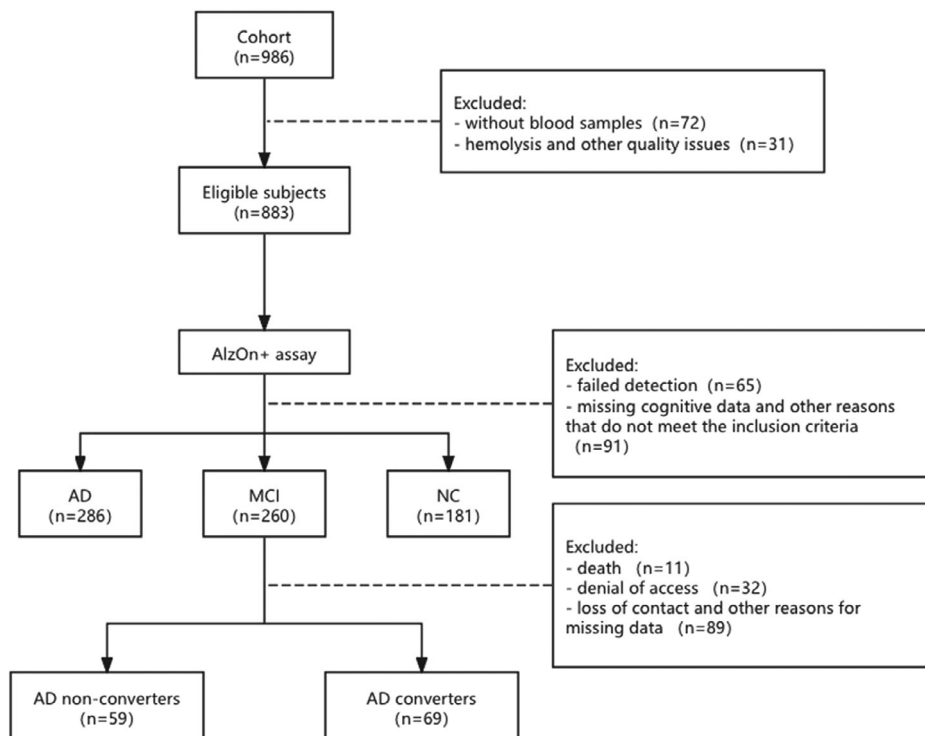 Cohort
(n=986)
Excluded:
- without blood samples (n=72)
- hemolysis and other quality issues (n=31)
Eligible subjects
(n=883)
AlzOn+ assay
Excluded:
- failed detection (n=65)
- missing cognitive data and other reasons
that do not meet the inclusion criteria
(n=91)
AD
(n=286)
MCI
(n=260)
NC
(n=181)
Excluded:
- death (n=11)
- denial of access (n=32)
- loss of contact and other reasons for
missing data (n=89)
AD non-converters
(n=59)
AD converters
(n=69)